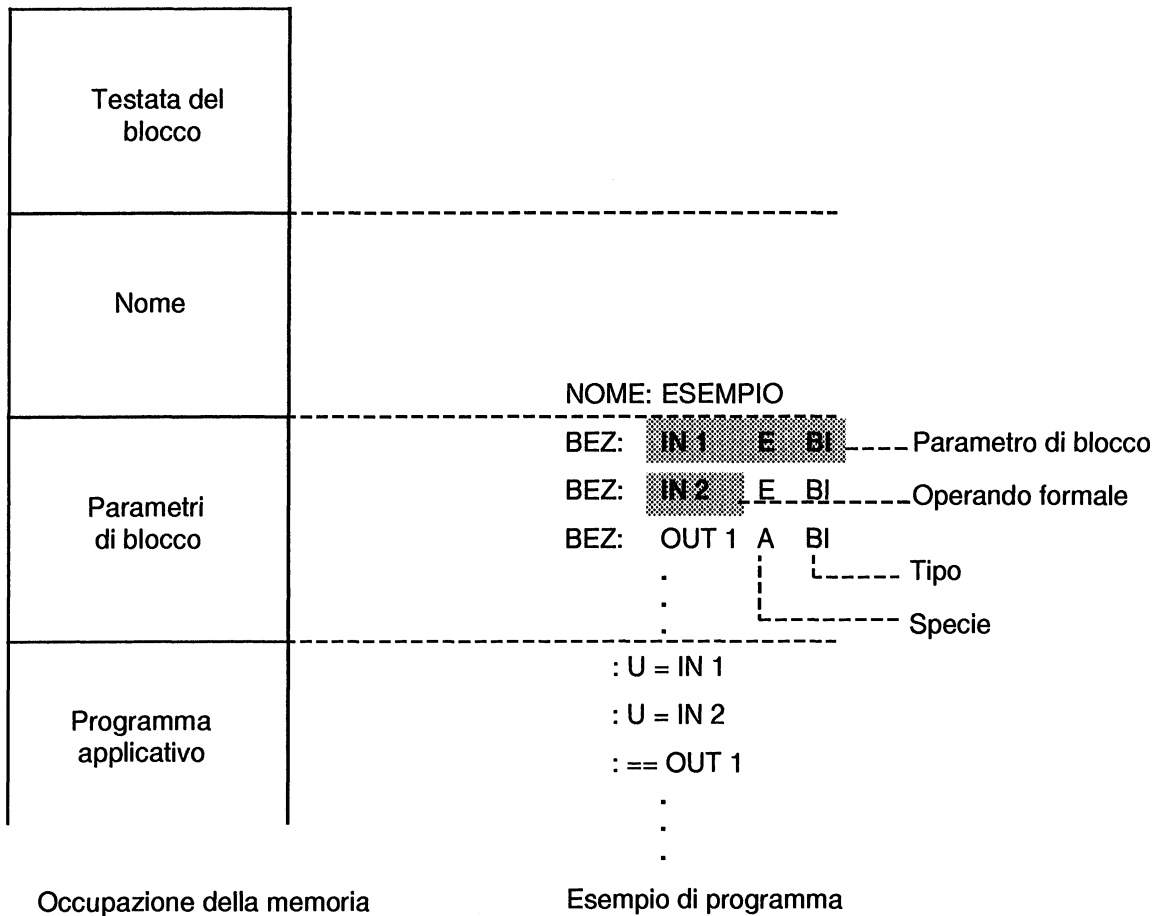 Testata del
blocco
Nome
NOME: ESEMPIO
BEZ: IN 1 E BI Parametro di blocco
BEZ: IN 2 E BI Operando formale
Parametri
di blocco
BEZ: OUT 1 A BI
Tipo
Specie
: U = IN 1
: U = IN 2
Programma
applicativo
: == OUT 1
Occupazione della memoria
Esempio di programma